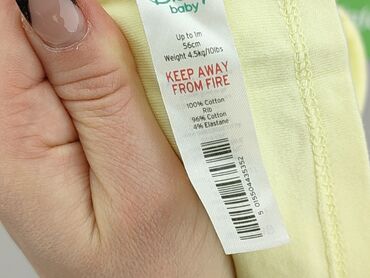 baby
Up to 1m
56cm
Weight 4.5kg/10lbs
KEEP AWAY
FROM FIRE
100% Cotton
Rib
96% Cotton
4% Elastane